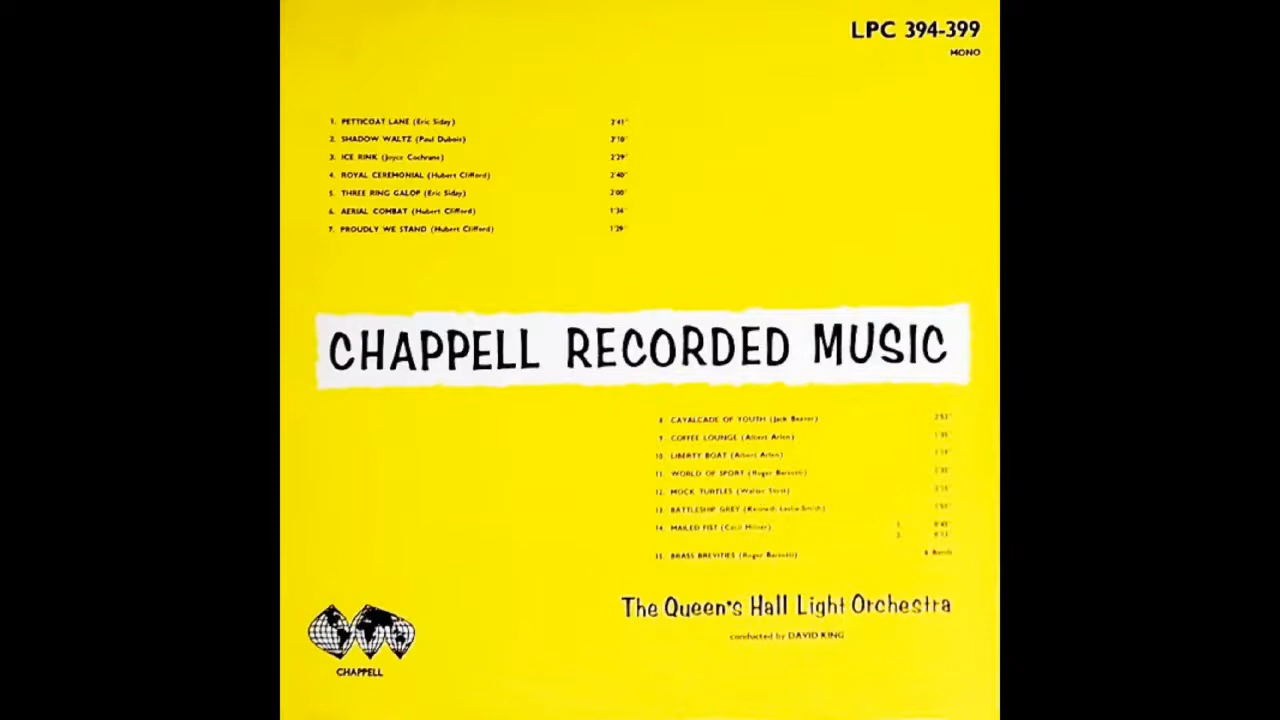 LPC 394-399
MONO
1. PETTICOAT LANE (Eric Siday) 2'41"
2. SHADOW WALTZ (Paul Dubois)
3. ICE RINK (Joyce Cochrane) 2'29"
4. ROYAL CEREMONIAL (Hubert Clifford) 2'40"
5. THREE RING GALOP (Eric Siday) 2'00"
6. AERIAL COMBAT (Hubert Clifford)
7. PROUDLY WE STAND (Hubert Clifford) 1'29"
CHAPPELL RECORDED MUSIC
8 CAVALCADE OF YOUTH (Jack Beaver)
9. COFFEE LOUNGE (Albert Arlen)
10. LIBERTY BOAT (Albert Arlen)
11. WORLD OF SPORT (Roger Barsotti)
12. MOCK TURTLES (Walter
13. BATTLESHIP GREY (Kenneth Leslie-Smith)
14. MAILED FIST (Cecil Milner)
15. BRASS BREVITIES (Roger Barsotti)
The Queen's Hall Light Orchestra
conducted by DAVID KING
CHAPPELL